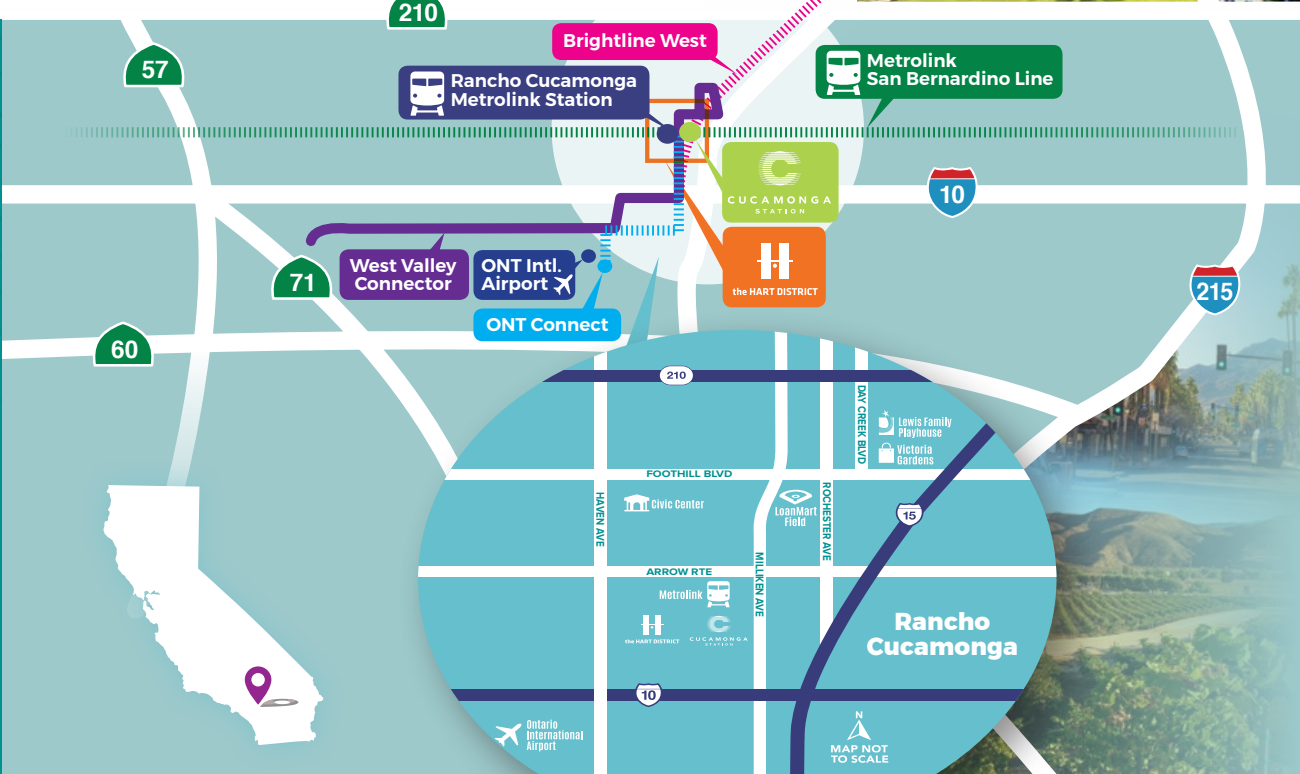 210
57
Brightline West
Metrolink
San Bernardino Line
Rancho Cucamonga
Metrolink Station
C
CUCAMONGA
STATION
10
H
the HART DISTRICT
West Valley
Connector
ONT Intl.
Airport
71
215
ONT Connect
60
210
DAY CREEK BLVD
Lewis Family
Playhouse
Victoria
Gardens
FOOTHILL BLVD
HAVEN AVE
Civic Center
LoanMart
Field
ROCHESTER AVE
15
ARROW RTE
MILLIKEN AVE
Metrolink
H
the HART DISTRICT
C
CUCAMONGA
STATION
Rancho
Cucamonga
10
Ontario
International
Airport
N
MAP NOT
TO SCALE